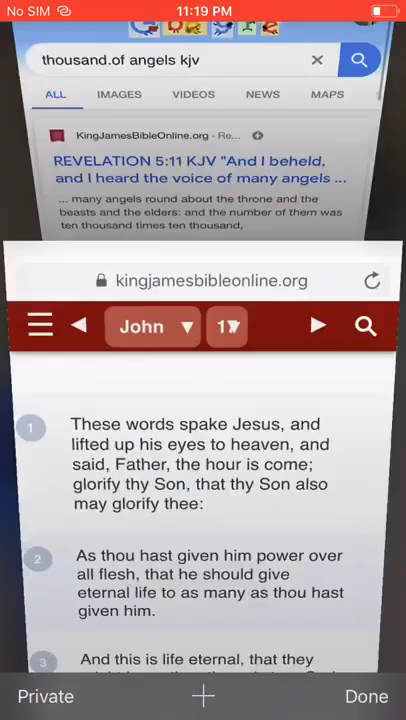 No SIM 11:19 PM
thousand.of angels kjv
ALL IMAGES VIDEOS NEWS MAPS
KingJamesBibleOnline.org › Re...
REVELATION 5:11 KJV "And I beheld,
and I heard the voice of many angels ...
... many angels round about the throne and the
beasts and the elders: and the number of them was
ten thousand times ten thousand,
kingjamesbibleonline.org
John 17
1 These words spake Jesus, and
lifted up his eyes to heaven, and
said, Father, the hour is come;
glorify thy Son, that thy Son also
may glorify thee:
2 As thou hast given him power over
all flesh, that he should give
eternal life to as many as thou hast
given him.
3 And this is life eternal, that they
Private Done